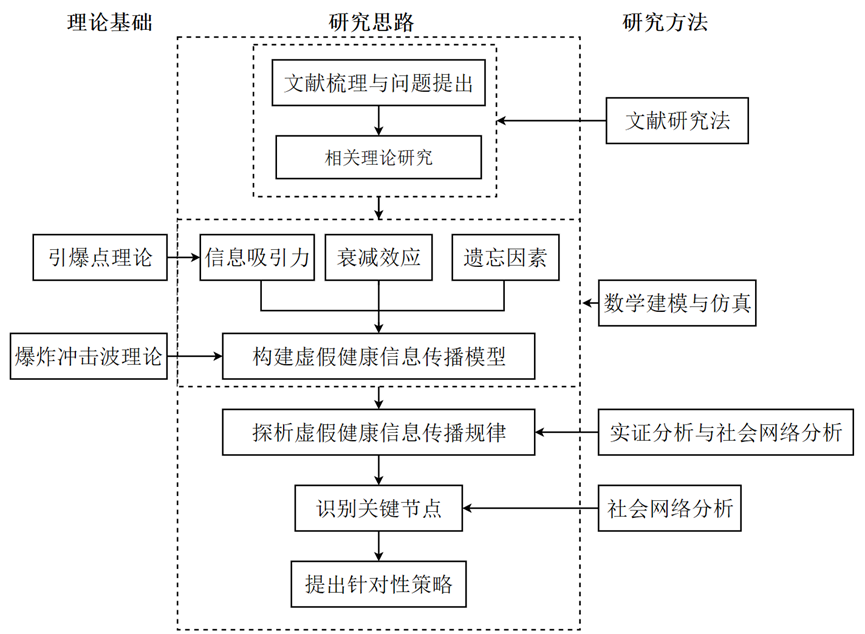 理论基础
研究思路
研究方法
文献梳理与问题提出
文献研究法
相关理论研究
引爆点理论
信息吸引力
衰减效应
遗忘因素
数学建模与仿真
爆炸冲击波理论
构建虚假健康信息传播模型
探析虚假健康信息传播规律
实证分析与社会网络分析
识别关键节点
社会网络分析
提出针对性策略